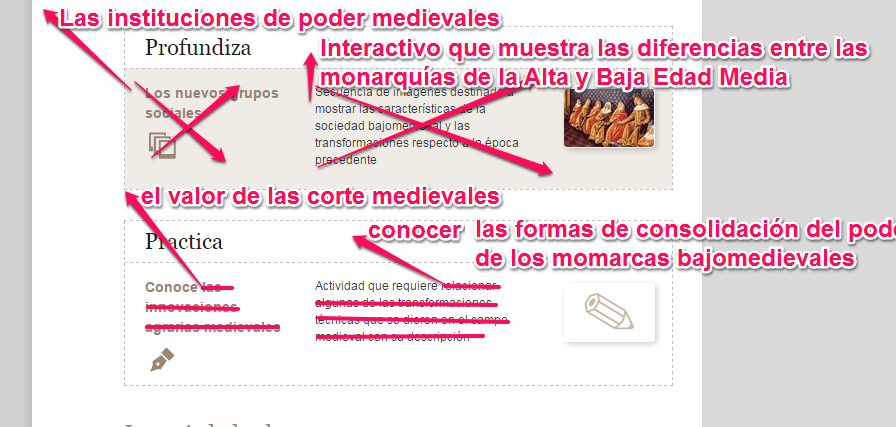 Las instituciones de poder medievales
Profundiza
Interactivo que muestra las diferencias entre las
monarquías de la Alta y Baja Edad Media
Los nuevos grupos
sociales
Secuencia de imágenes destinada a
mostrar las características de la
sociedad bajomedieval y las
transformaciones respecto a la época
precedente
el valor de las corte medievales
conocer las formas de consolidación del pode
de los momarcas bajomedievales
Practica
Conoce las
innovaciones
agrarias medievales
Actividad que requiere relacionar
algunas de las transformaciones
técnicas que se dieron en el campo
medieval con su descripción